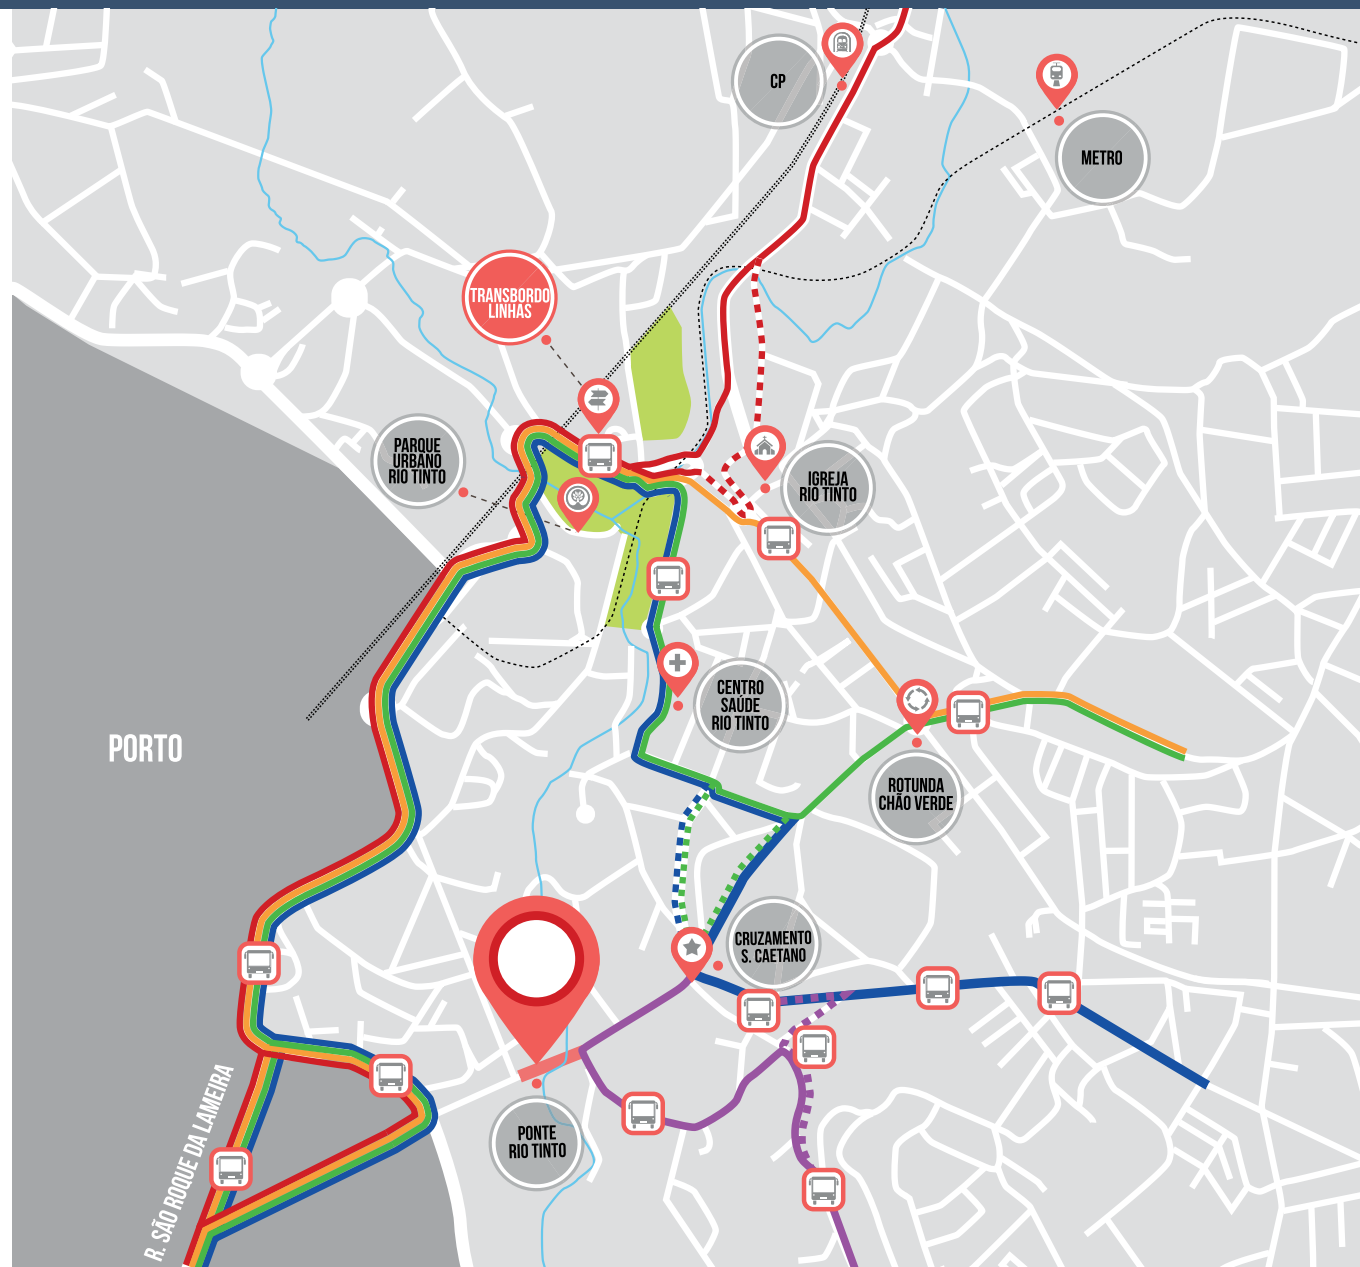 CP
METRO
TRANSBORDO
LINHAS
PARQUE
URBANO
RIO TINTO
IGREJA
RIO TINTO
CENTRO
SAÚDE
RIO TINTO
PORTO
ROTUNDA
CHÃO VERDE
CRUZAMENTO
S. CAETANO
R. SÃO ROQUE DA LAMEIRA
PONTE
RIO TINTO